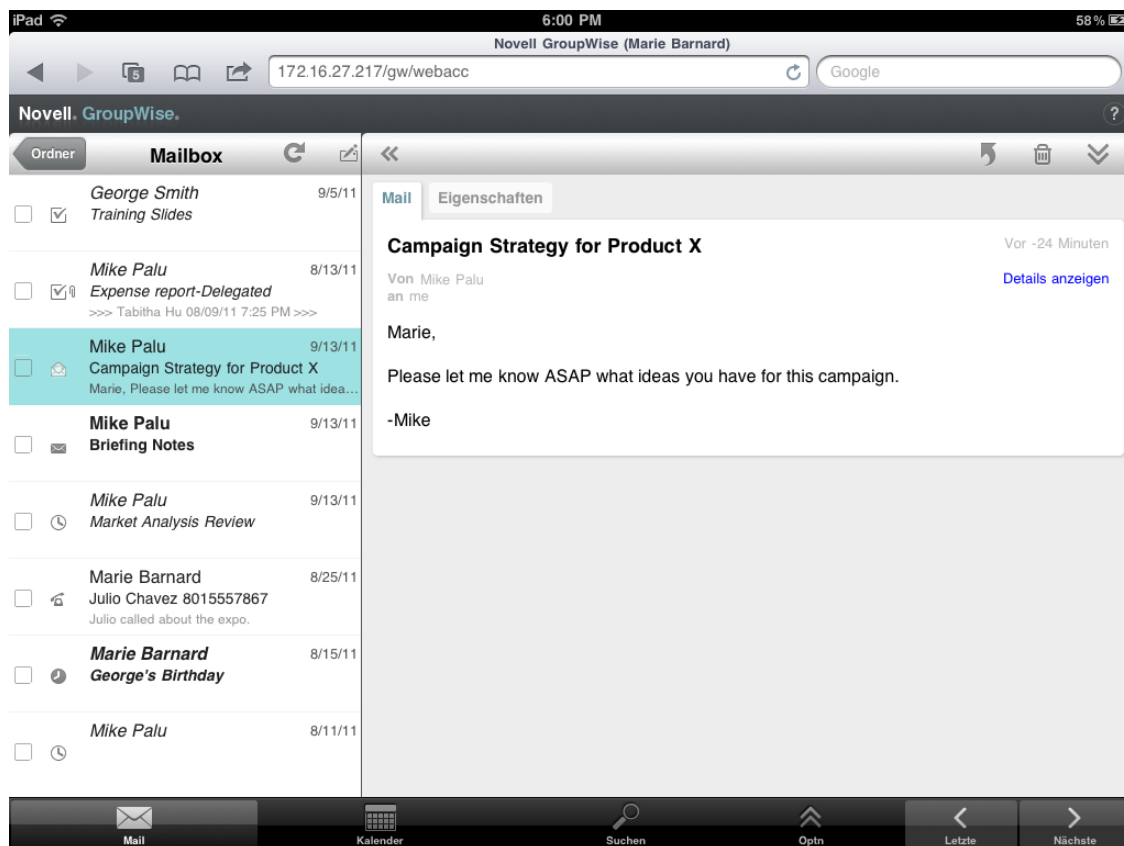 iPad 6:00 PM 58%
Novell GroupWise (Marie Barnard)
5 172.16.27.217/gw/webacc Google
Novell. GroupWise. ?
Ordner Mailbox
George Smith 9/5/11
Training Slides
Mike Palu 8/13/11
Expense report-Delegated
>>> Tabitha Hu 08/09/11 7:25 PM >>>
Mike Palu 9/13/11
Campaign Strategy for Product X
Marie, Please let me know ASAP what idea...
Mike Palu 9/13/11
Briefing Notes
Mike Palu 9/13/11
Market Analysis Review
Marie Barnard 8/25/11
Julio Chavez 8015557867
Julio called about the expo.
Marie Barnard 8/15/11
George's Birthday
Mike Palu 8/11/11
Mail Eigenschaften
Campaign Strategy for Product X Vor -24 Minuten
Von Mike Palu Details anzeigen
an me
Marie,
Please let me know ASAP what ideas you have for this campaign.
-Mike
Mail Kalender Suchen Optn Letzte Nächste